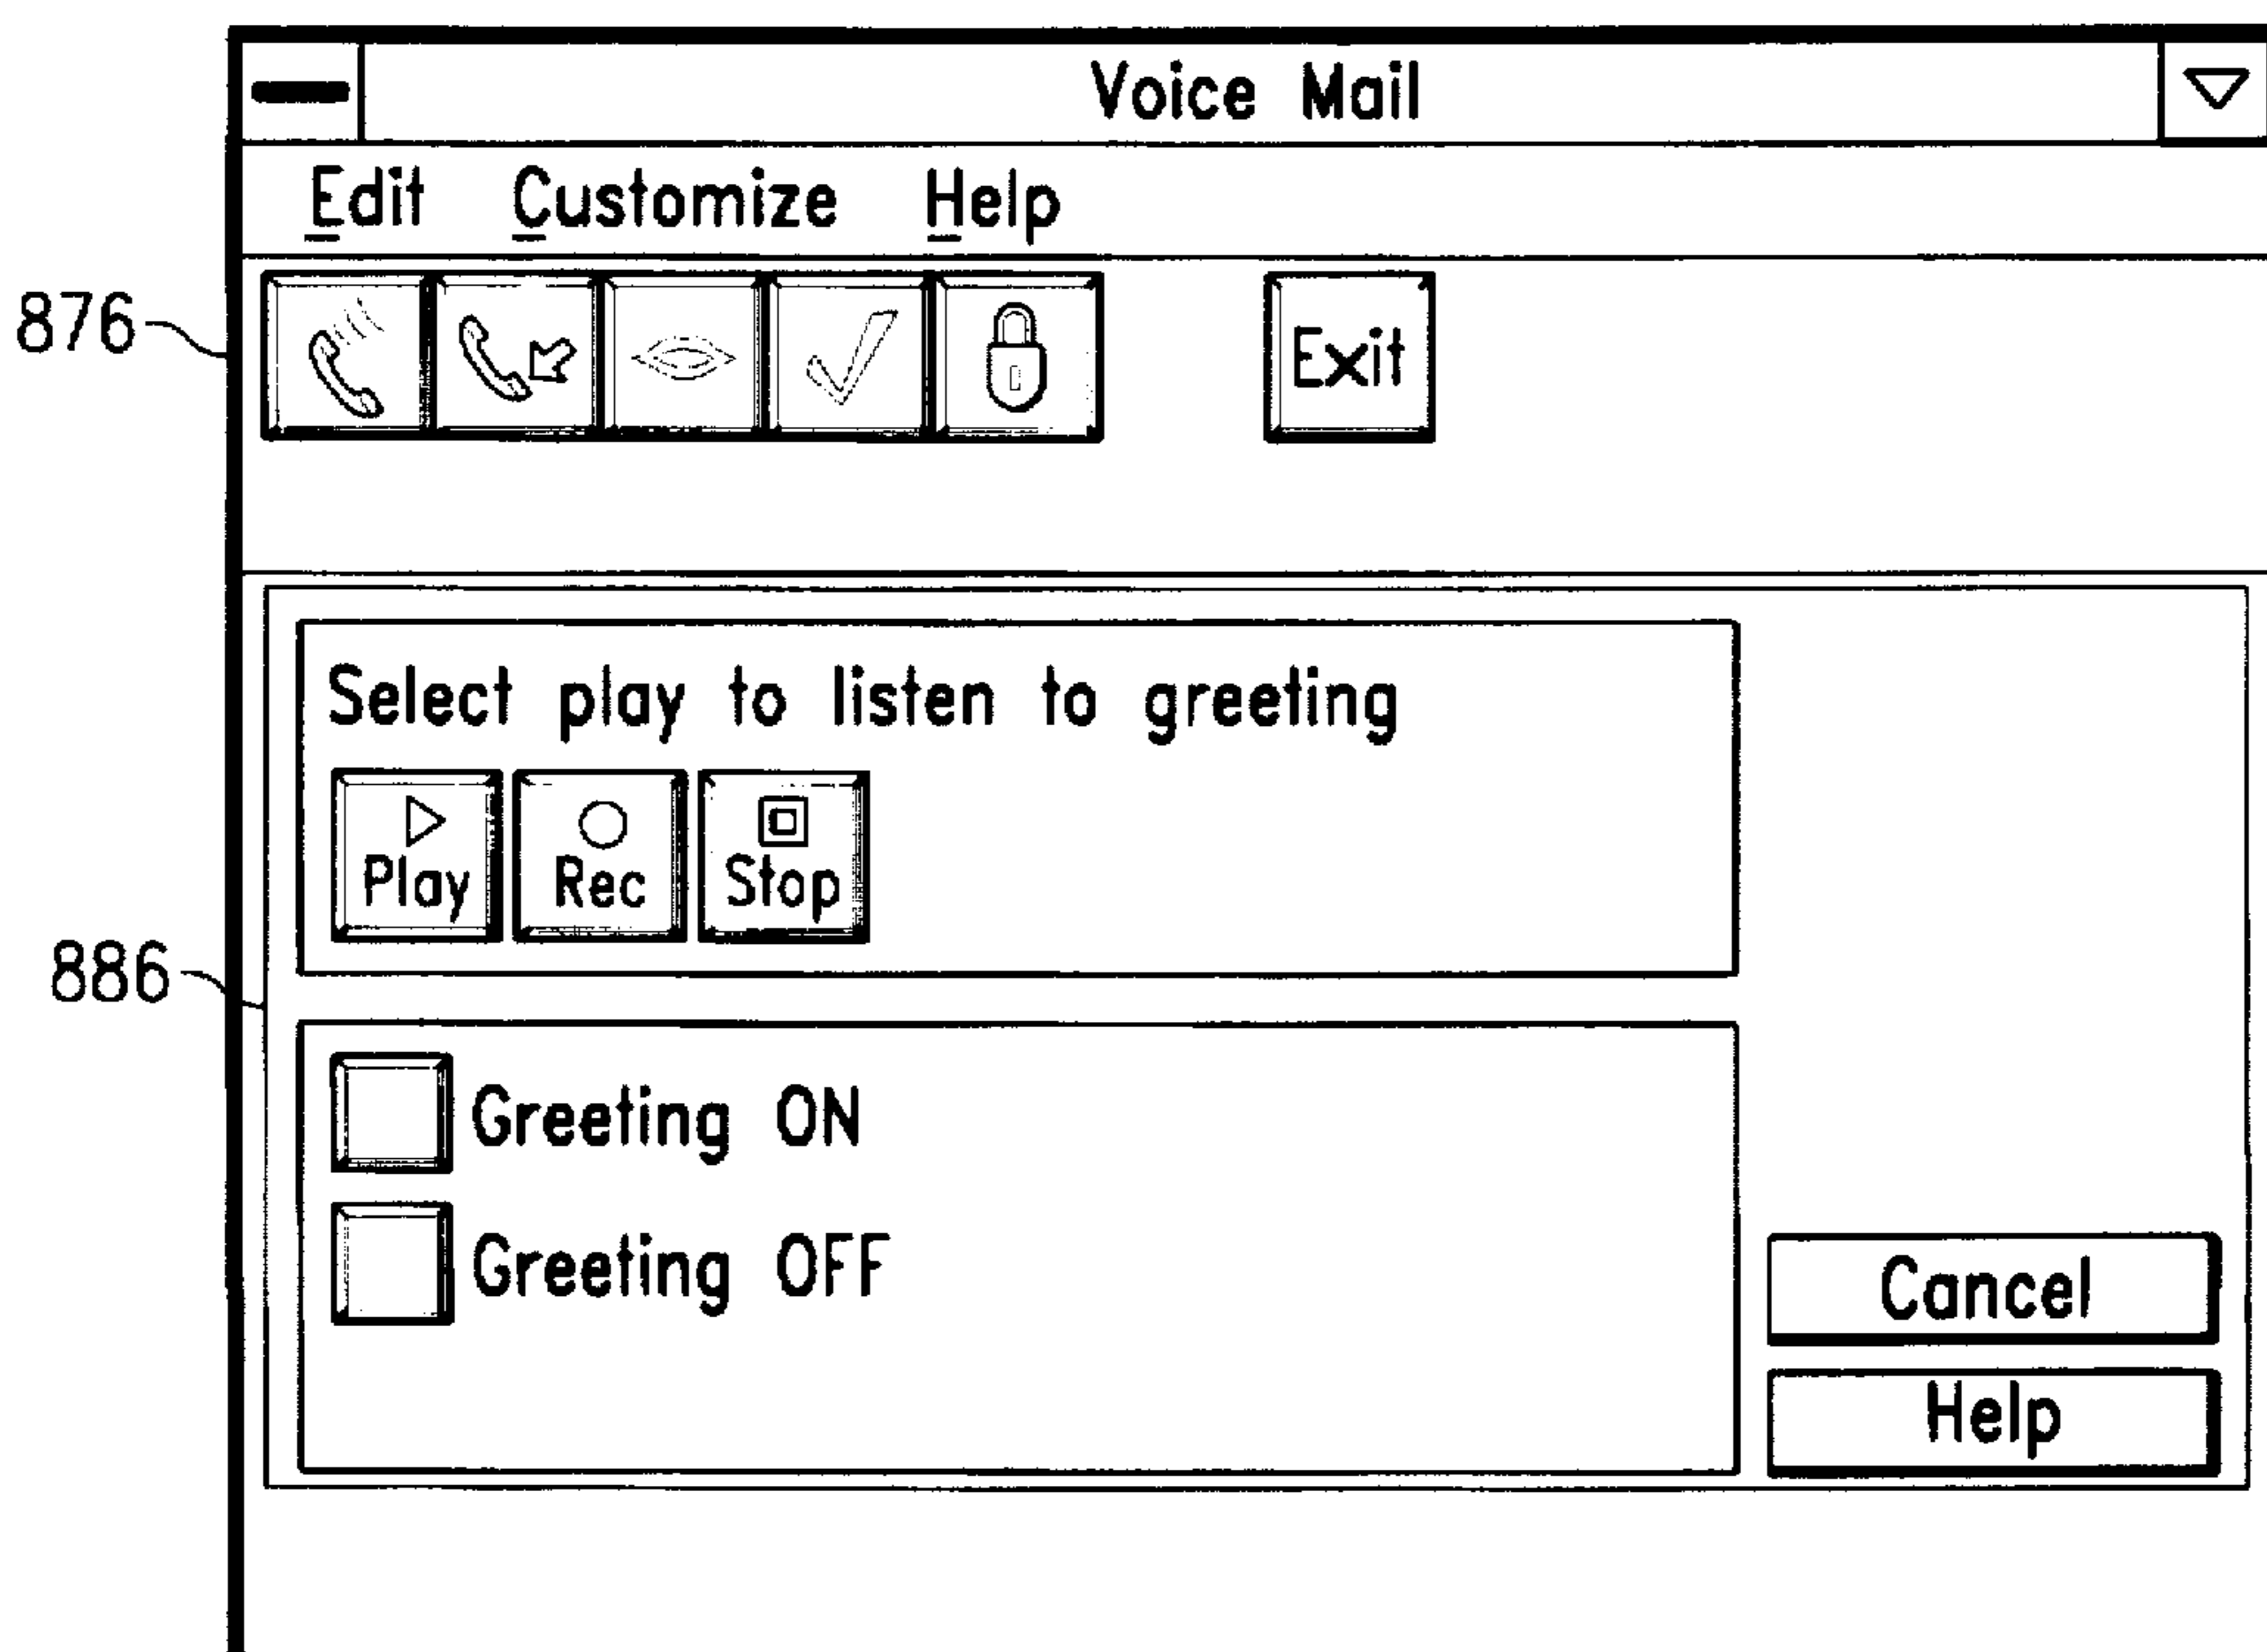 Voice Mail
Edit Customize Help
876
Exit
Select play to listen to greeting
Play Rec Stop
886
Greeting ON
Greeting OFF
Cancel
Help